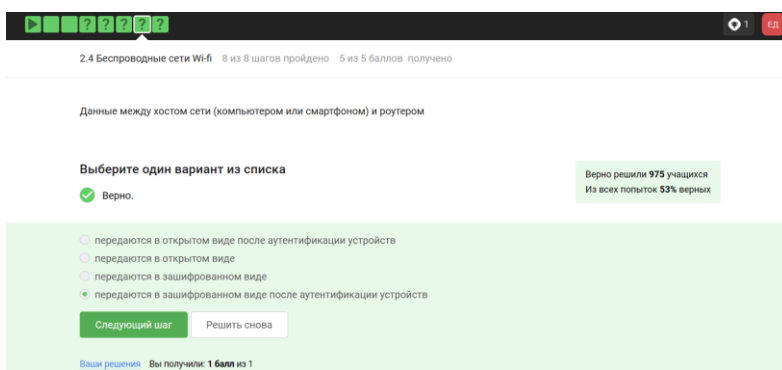 ? ? ? ? ?
1
ЕД
2.4 Беспроводные сети Wi-fi 8 из 8 шагов пройдено 5 из 5 баллов получено
Данные между хостом сети (компьютером или смартфоном) и роутером
Выберите один вариант из списка
Верно.
Верно решили 975 учащихся
Из всех попыток 53% верных
передаются в открытом виде после аутентификации устройств
передаются в открытом виде
передаются в зашифрованном виде
передаются в зашифрованном виде после аутентификации устройств
Следующий шаг
Решить снова
Ваши решения Вы получили: 1 балл из 1